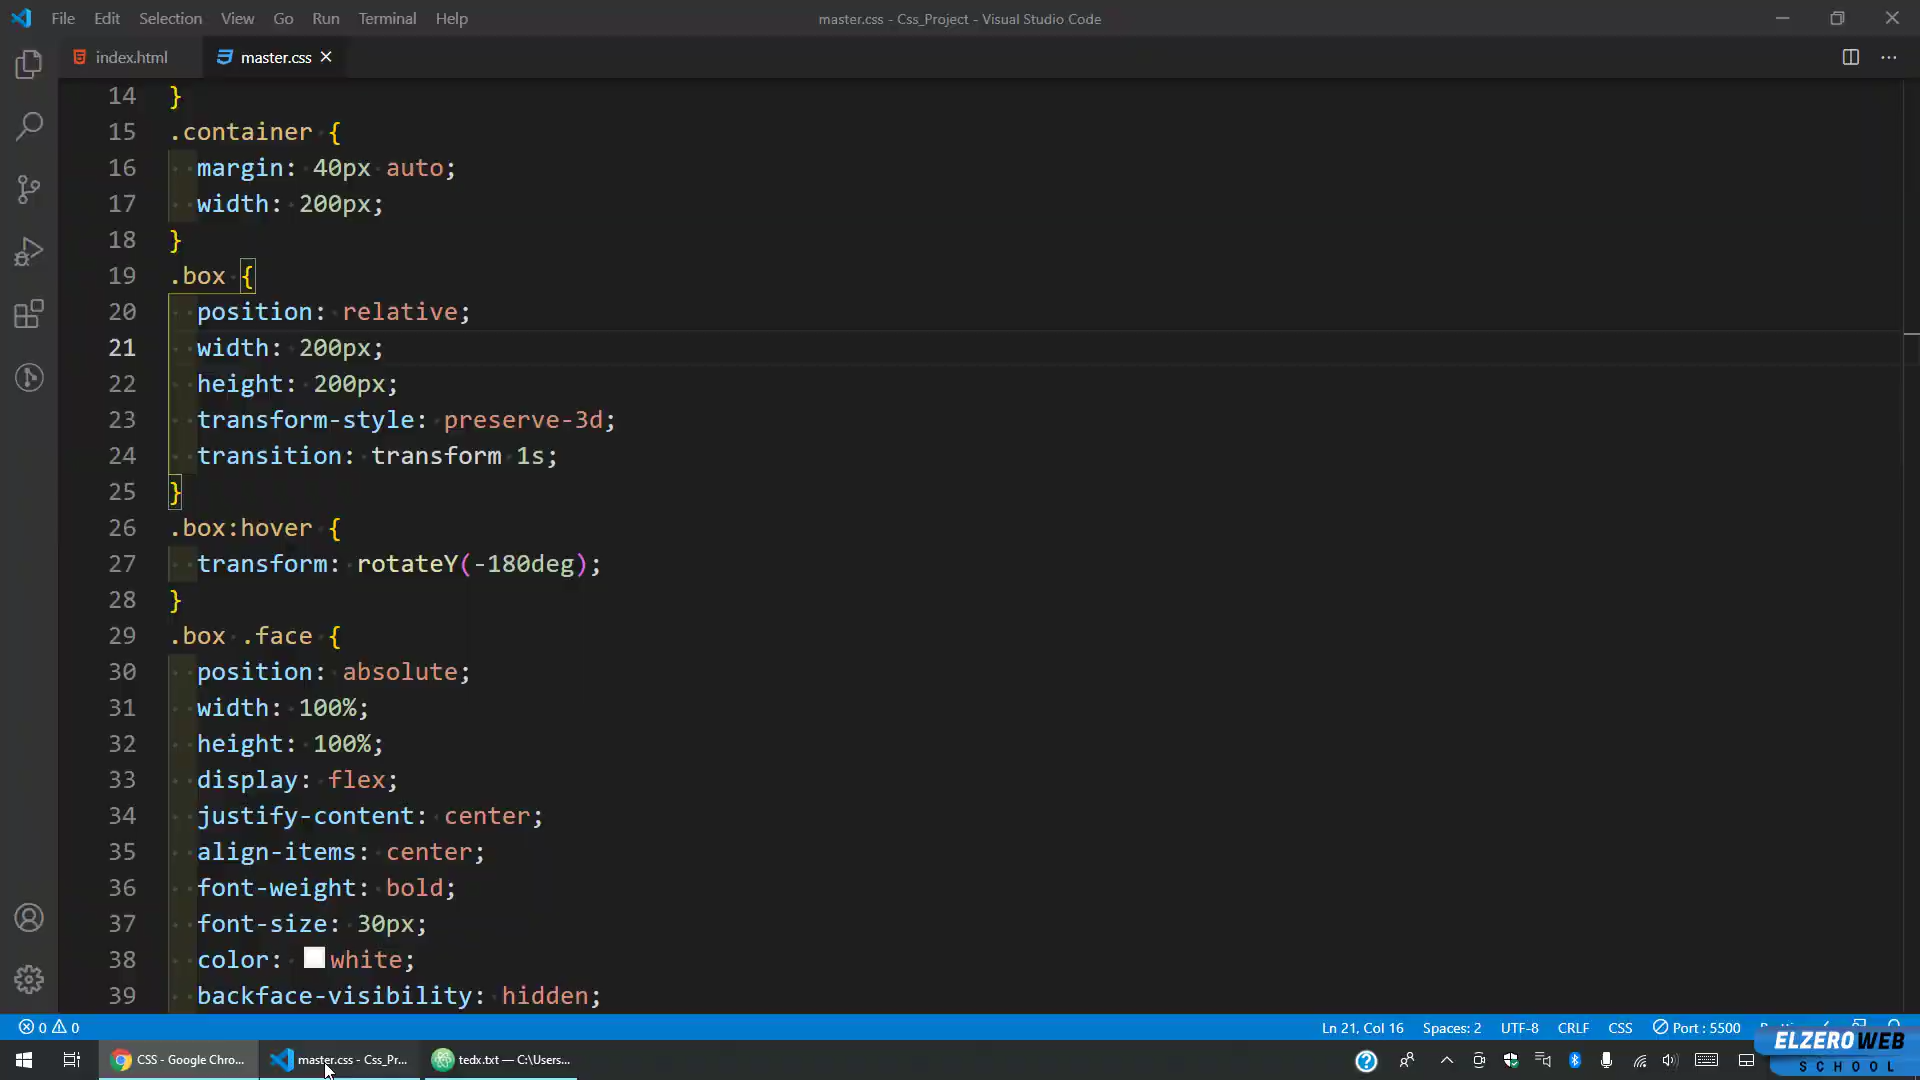 File Edit Selection View Go Run Terminal Help
master.css - Css_Project - Visual Studio Code
index.html
master.css
14 }
15 .container {
16 margin: 40px auto;
17 width: 200px;
18 }
19 .box {
20 position: relative;
21 width: 200px;
22 height: 200px;
23 transform-style: preserve-3d;
24 transition: transform 1s;
25 }
26 .box:hover {
27 transform: rotateY(-180deg);
28 }
29 .box .face {
30 position: absolute;
31 width: 100%;
32 height: 100%;
33 display: flex;
34 justify-content: center;
35 align-items: center;
36 font-weight: bold;
37 font-size: 30px;
38 color: white;
39 backface-visibility: hidden;
0 0
Ln 21, Col 16 Spaces: 2 UTF-8 CRLF CSS Port : 5500
CSS - Google Chro...
master.css - Css_Pr...
tedx.txt — C:\Users...
ELZEROWEB
SCHOOL